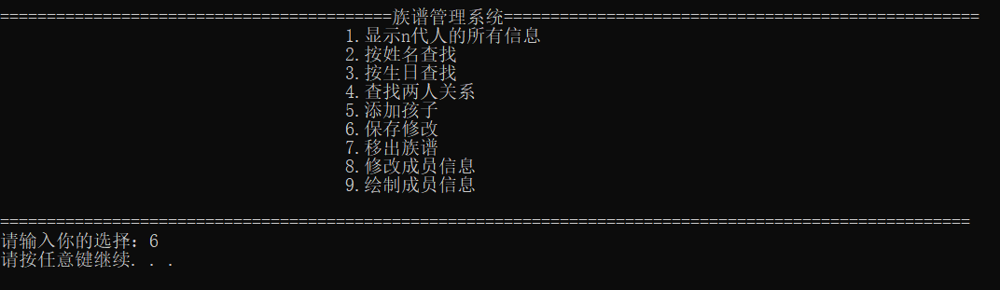 ==========================================族谱管理系统===================================================
1.显示n代人的所有信息
2.按姓名查找
3.按生日查找
4.查找两人关系
5.添加孩子
6.保存修改
7.移出族谱
8.修改成员信息
9.绘制成员信息
========================================================================================================
请输入你的选择：6
请按任意键继续. . .